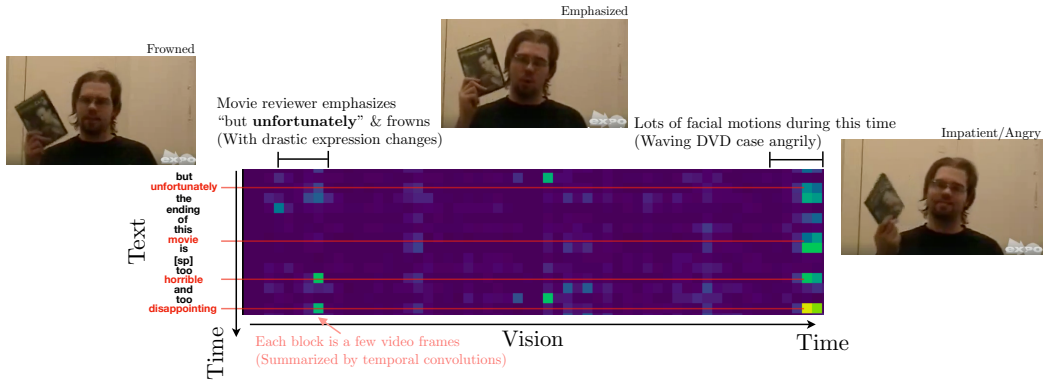 Frowned
Emphasized
Movie reviewer emphasizes
“but unfortunately” & frowns
(With drastic expression changes)
Lots of facial motions during this time
(Waving DVD case angrily)
Impatient/Angry
expo
expo
expo
Text
but
unfortunately
the
ending
of
this
movie
is
[sp]
too
horrible
and
too
disappointing
Time
Vision
Time
Each block is a few video frames
(Summarized by temporal convolutions)